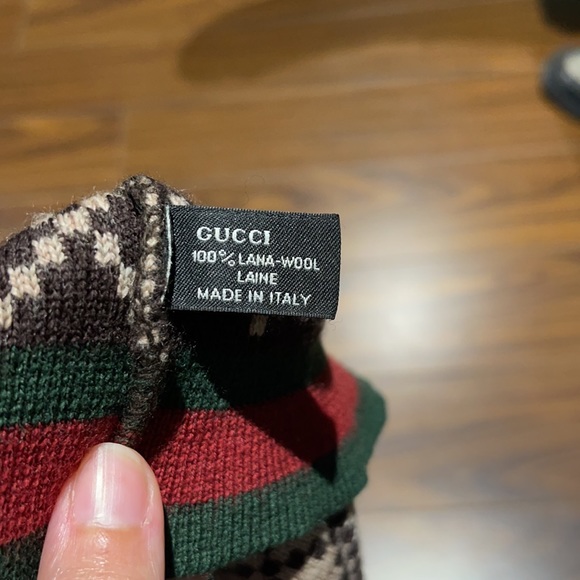 GUCCI
100% LANA-WOOL
LAINE
MADE IN ITALY